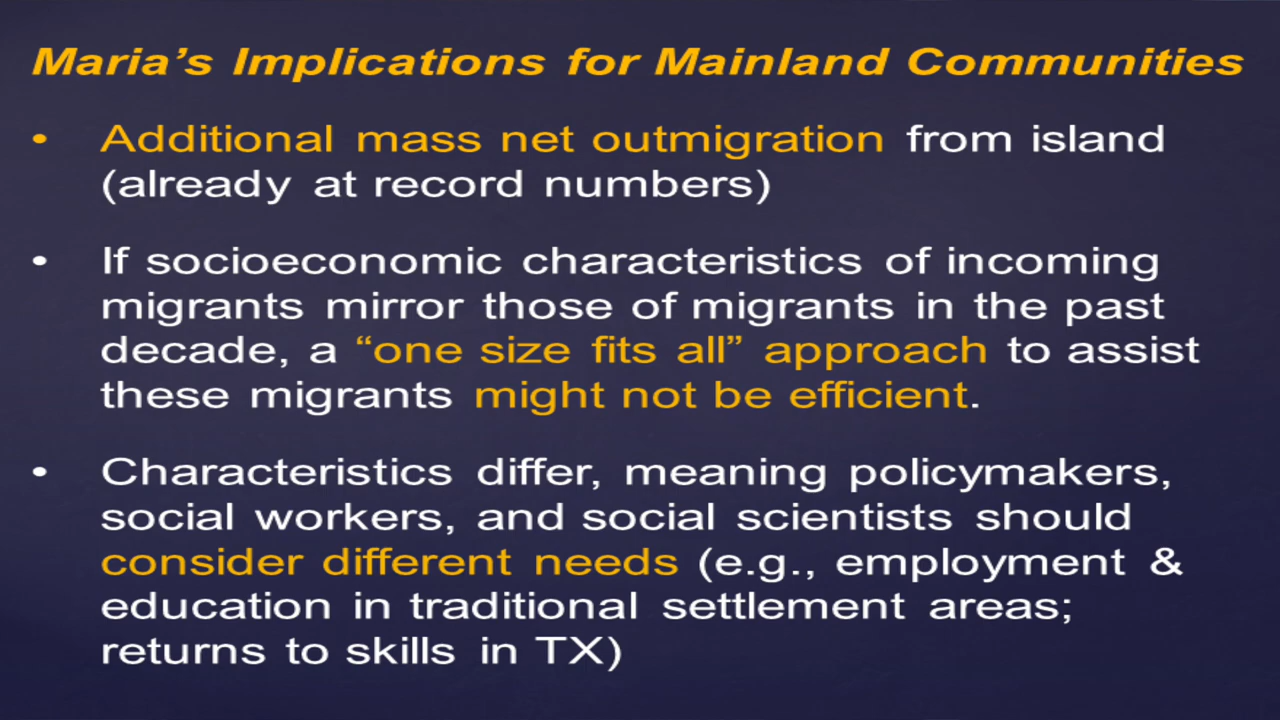 Maria's Implications for Mainland Communities
• Additional mass net outmigration from island
(already at record numbers)
• If socioeconomic characteristics of incoming
migrants mirror those of migrants in the past
decade, a “one size fits all” approach to assist
these migrants might not be efficient.
• Characteristics differ, meaning policymakers,
social workers, and social scientists should
consider different needs (e.g., employment &
education in traditional settlement areas;
returns to skills in TX)